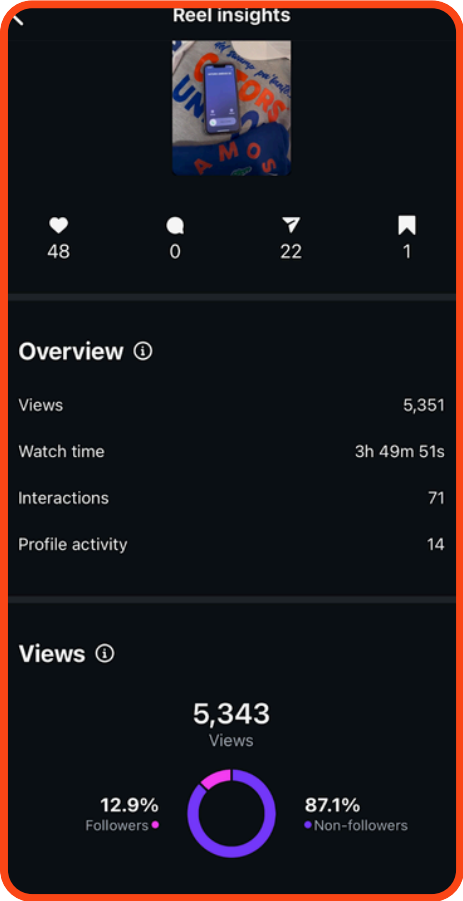 Reel insights
48
0
22
1
Overview
Views 5,351
Watch time 3h 49m 51s
Interactions 71
Profile activity 14
Views
5,343
Views
12.9% 87.1%
Followers Non-followers